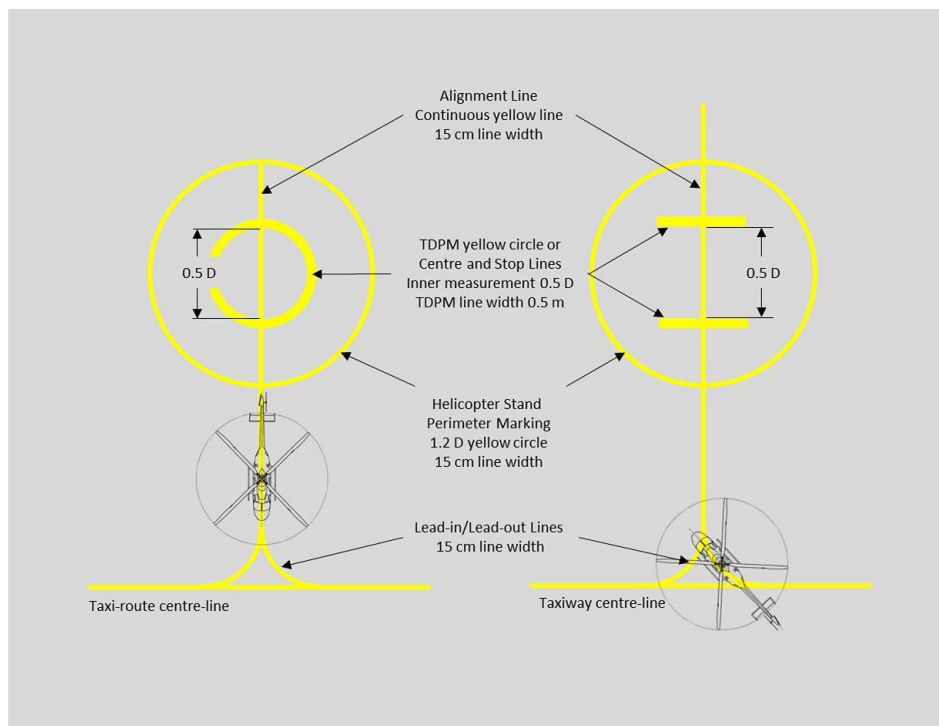 Alignment Line
Continuous yellow line
15 cm line width
0.5 D
TDPM yellow circle or
Centre and Stop Lines
Inner measurement 0.5 D
TDPM line width 0.5 m
0.5 D
Helicopter Stand
Perimeter Marking
1.2 D yellow circle
15 cm line width
Lead-in/Lead-out Lines
15 cm line width
Taxi-route centre-line
Taxiway centre-line